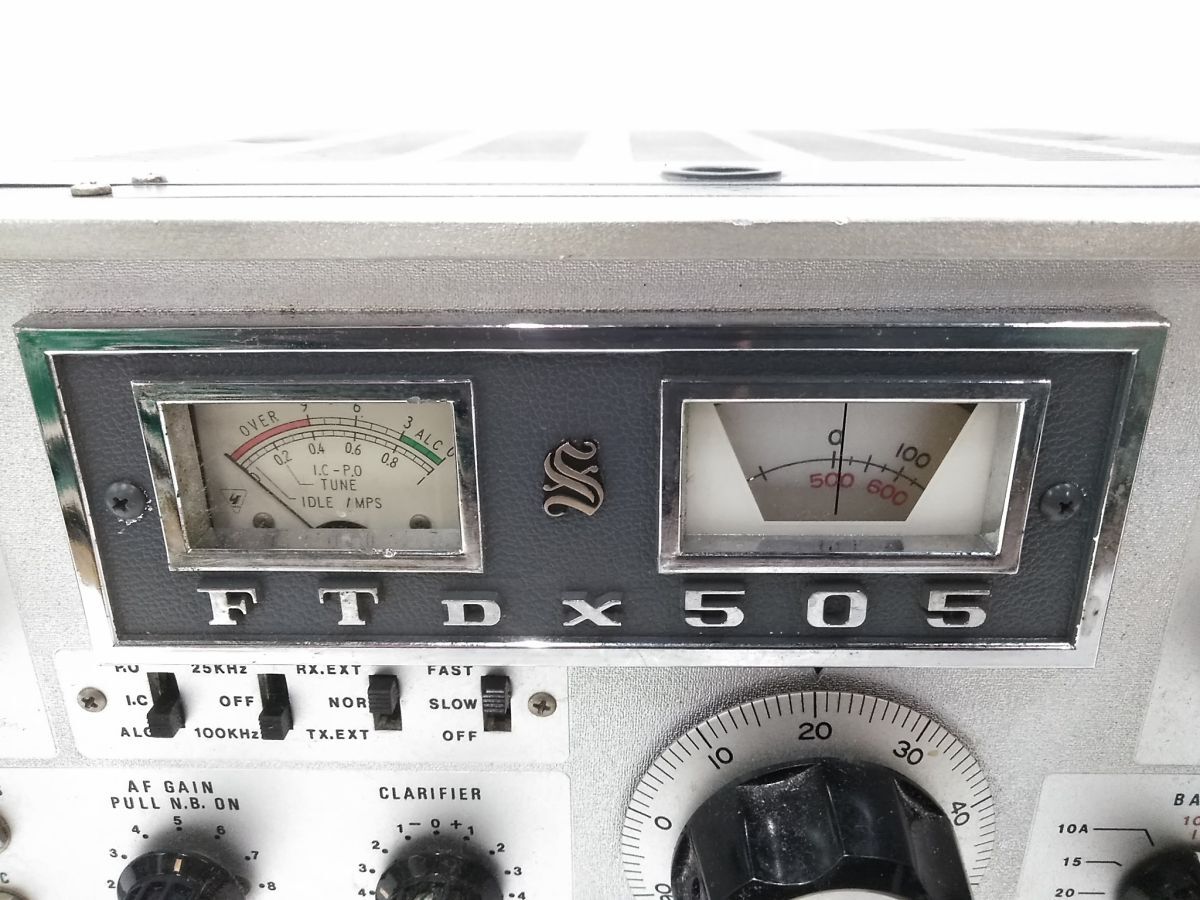 OVER 9 6 3 ALC 0
0 0.2 0.4 0.6 0.8
I.C-P.O
TUNE
IDLE /MPS
0 100
500 600
S
FTDX505
P.O 25KHz RX.EXT FAST
I.C OFF NOR SLOW
ALC 100KHz TX.EXT OFF
AF GAIN
PULL N.B. ON
2 3 4 5 6 7 8
CLARIFIER
4 3 2 1 - 0 + 1 2 3 4
0 10 20 30 40
10A
15
20